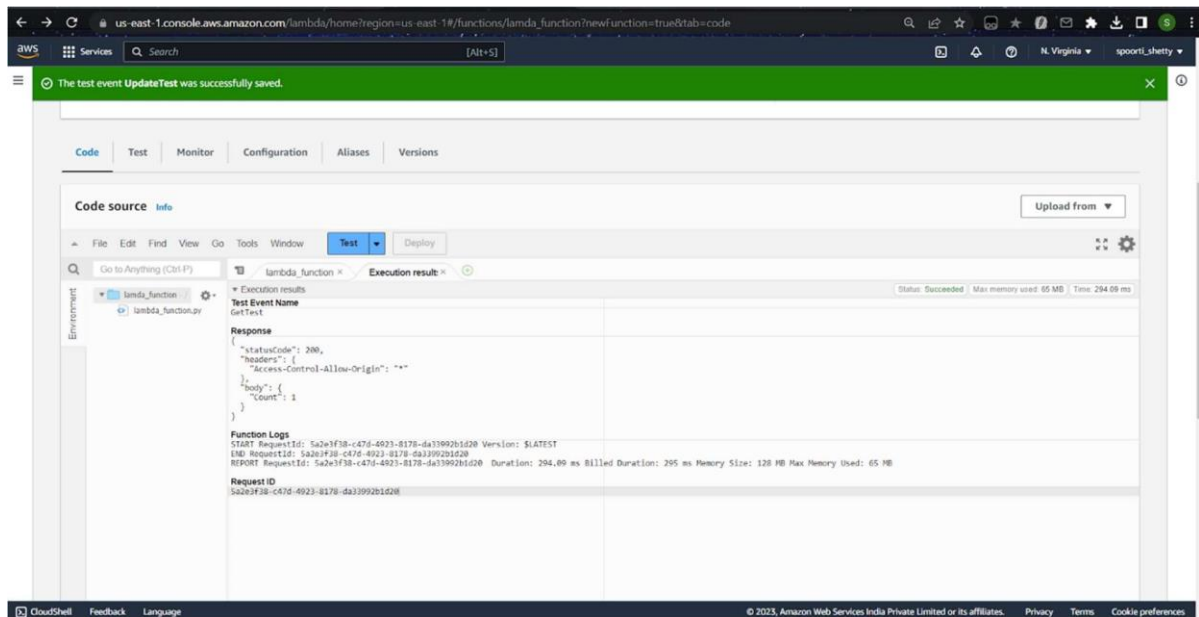 us-east-1.console.aws.amazon.com/lambda/home?region=us-east-1#/functions/lamda_function?newFunction=true&tab=code
S
aws Services Search [Alt+S] N. Virginia spoorti_shetty
The test event UpdateTest was successfully saved.
Code Test Monitor Configuration Aliases Versions
Code source Info Upload from
File Edit Find View Go Tools Window Test Deploy
Go to Anything (Ctrl-P) lambda_function × Execution results ×
Environment
lamda_function /
lambda_function.py
Execution results Status: Succeeded Max memory used: 65 MB Time: 294.09 ms
Test Event Name
GetTest
Response
{
"statusCode": 200,
"headers": {
"Access-Control-Allow-Origin": "*"
},
"body": {
"Count": 1
}
}
Function Logs
START RequestId: 5a2e3f38-c47d-4923-8178-da33992b1d20 Version: $LATEST
END RequestId: 5a2e3f38-c47d-4923-8178-da33992b1d20
REPORT RequestId: 5a2e3f38-c47d-4923-8178-da33992b1d20 Duration: 294.09 ms Billed Duration: 295 ms Memory Size: 128 MB Max Memory Used: 65 MB
Request ID
5a2e3f38-c47d-4923-8178-da33992b1d20
CloudShell Feedback Language © 2023, Amazon Web Services India Private Limited or its affiliates. Privacy Terms Cookie preferences